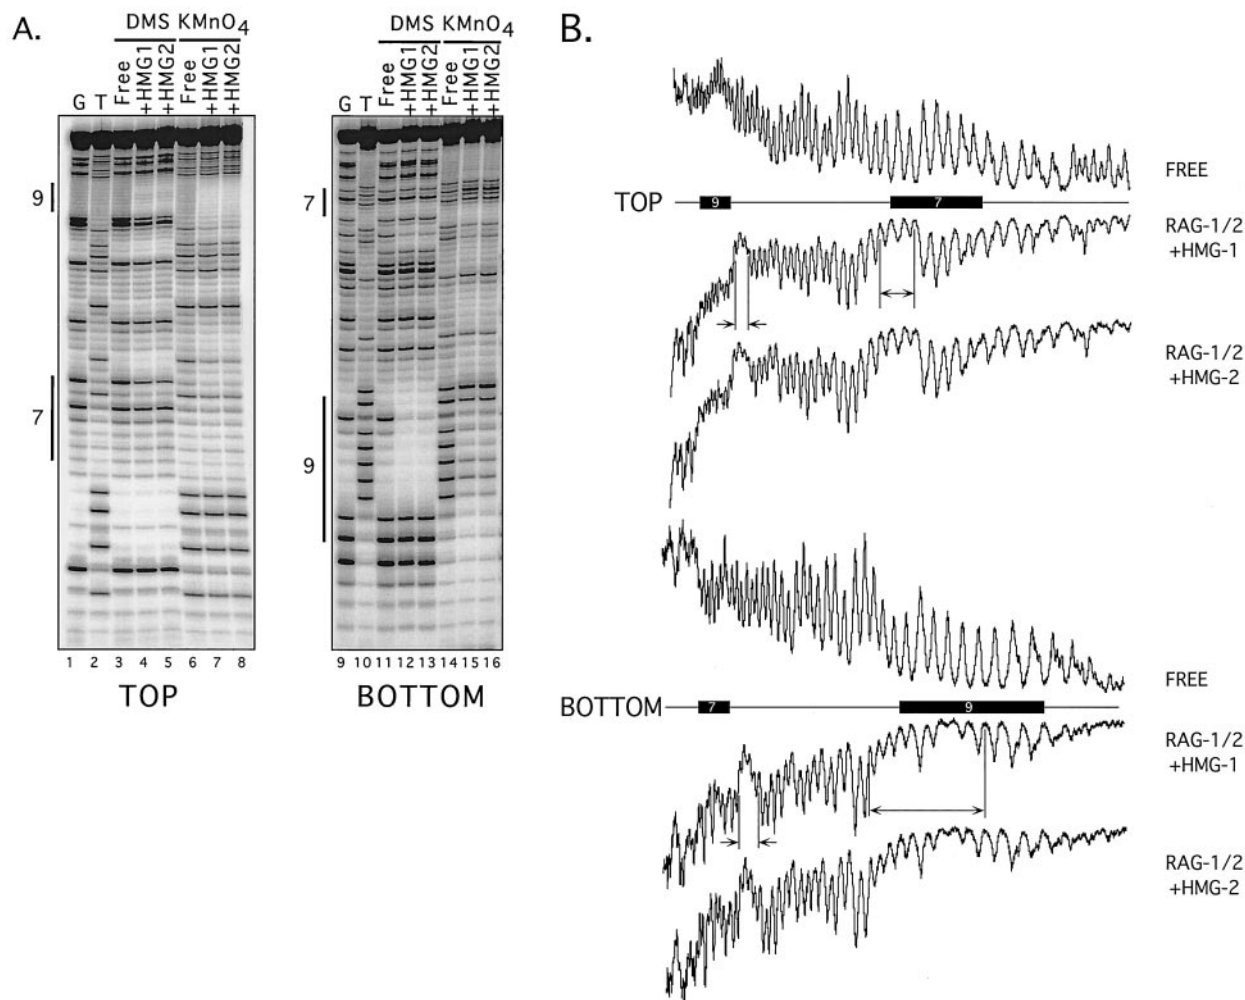 A.
DMS KMnO4
G T Free +HMG1 +HMG2 Free +HMG1 +HMG2
9
7
1 2 3 4 5 6 7 8
TOP
DMS KMnO4
G T Free +HMG1 +HMG2 Free +HMG1 +HMG2
7
9
9 10 11 12 13 14 15 16
BOTTOM
B.
FREE
TOP 9 7
RAG-1/2
+HMG-1
RAG-1/2
+HMG-2
FREE
BOTTOM 7 9
RAG-1/2
+HMG-1
RAG-1/2
+HMG-2